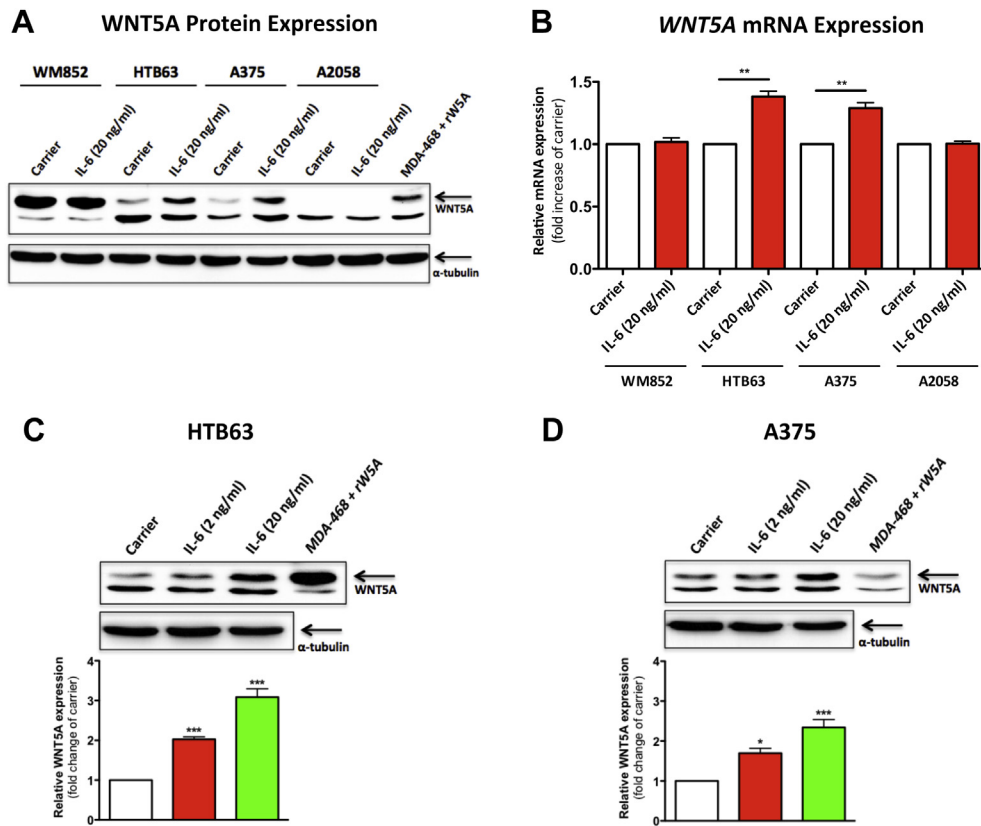 A
WNT5A Protein Expression
WM852 HTB63 A375 A2058
Carrier
IL-6 (20 ng/ml)
Carrier
IL-6 (20 ng/ml)
Carrier
IL-6 (20 ng/ml)
Carrier
IL-6 (20 ng/ml)
MDA-468 + rW5A
WNT5A
α-tubulin
B
WNT5A mRNA Expression
Relative mRNA expression
(fold increase of carrier)
1.5
1.0
0.5
0.0
**
**
Carrier
IL-6 (20 ng/ml)
Carrier
IL-6 (20 ng/ml)
Carrier
IL-6 (20 ng/ml)
Carrier
IL-6 (20 ng/ml)
WM852 HTB63 A375 A2058
C
HTB63
Carrier
IL-6 (2 ng/ml)
IL-6 (20 ng/ml)
MDA-468 + rW5A
WNT5A
α-tubulin
Relative WNT5A expression
(fold change of carrier)
4
3
2
1
0
***
***
D
A375
Carrier
IL-6 (2 ng/ml)
IL-6 (20 ng/ml)
MDA-468 + rW5A
WNT5A
α-tubulin
Relative WNT5A expression
(fold change of carrier)
4
3
2
1
0
*
***